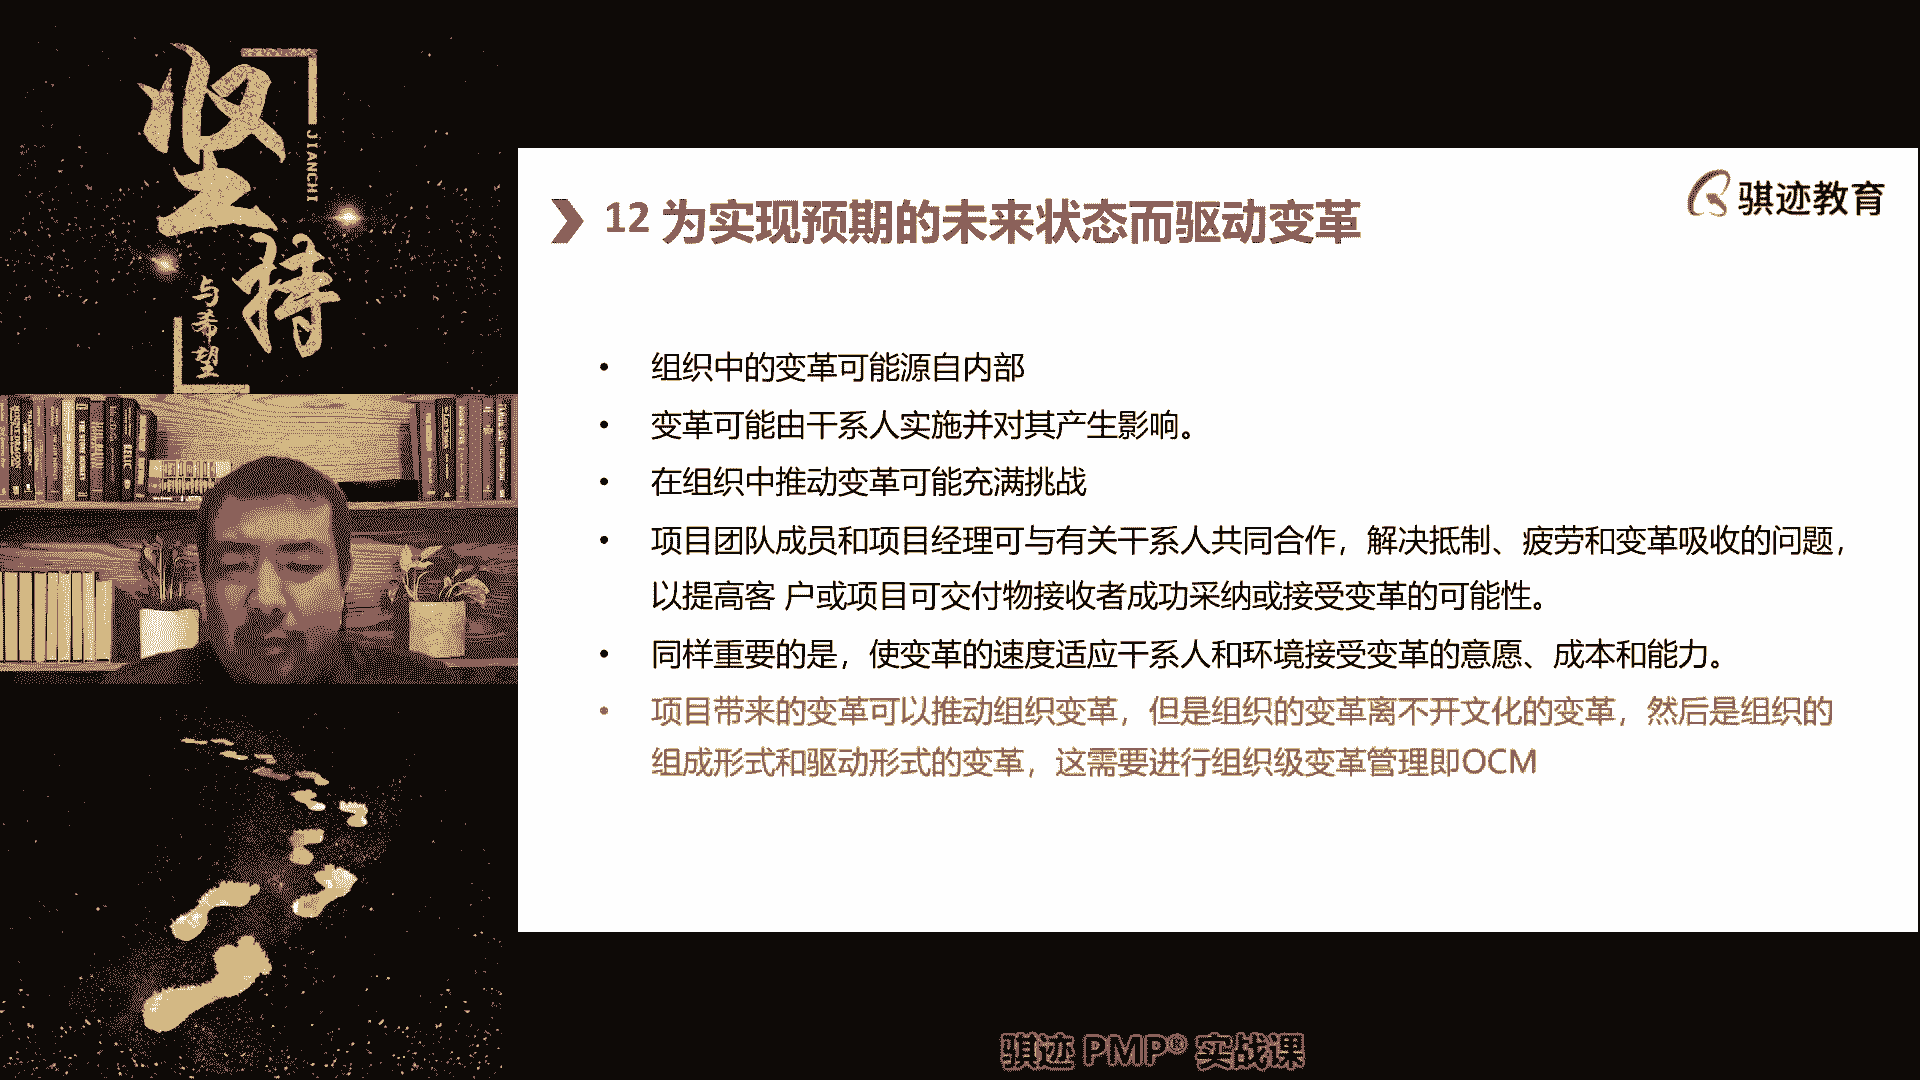 坚持
JIANCHI
与希望
骐迹教育
12 为实现预期的未来状态而驱动变革
• 组织中的变革可能源自内部
• 变革可能由干系人实施并对其产生影响。
• 在组织中推动变革可能充满挑战
• 项目团队成员和项目经理可与有关干系人共同合作，解决抵制、疲劳和变革吸收的问题，
以提高客 户或项目可交付物接收者成功采纳或接受变革的可能性。
• 同样重要的是，使变革的速度适应干系人和环境接受变革的意愿、成本和能力。
• 项目带来的变革可以推动组织变革，但是组织的变革离不开文化的变革，然后是组织的
组成形式和驱动形式的变革，这需要进行组织级变革管理即OCM
骐迹 PMP® 实战课